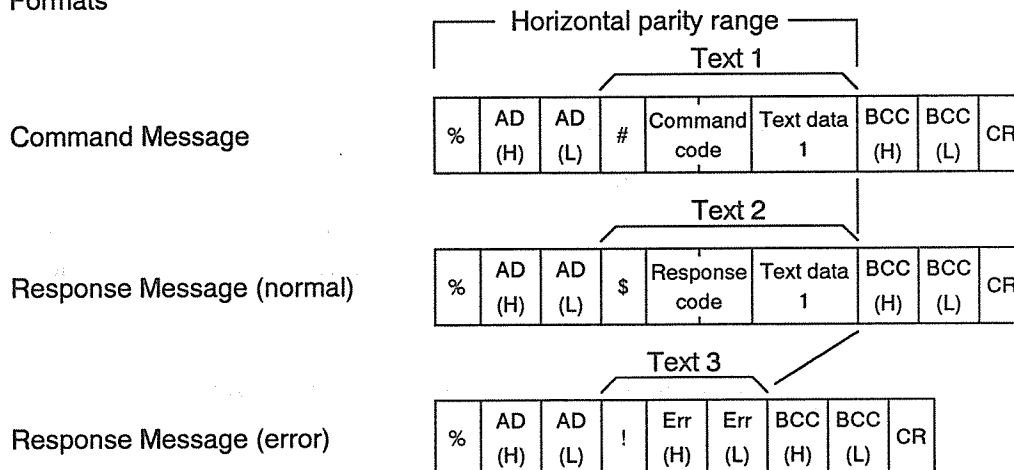 Formats
Horizontal parity range
Text 1
Command Message
% AD (H) AD (L) # Command code Text data 1 BCC (H) BCC (L) CR
Text 2
Response Message (normal)
% AD (H) AD (L) $ Response code Text data 1 BCC (H) BCC (L) CR
Text 3
Response Message (error)
% AD (H) AD (L) ! Err (H) Err (L) BCC (H) BCC (L) CR